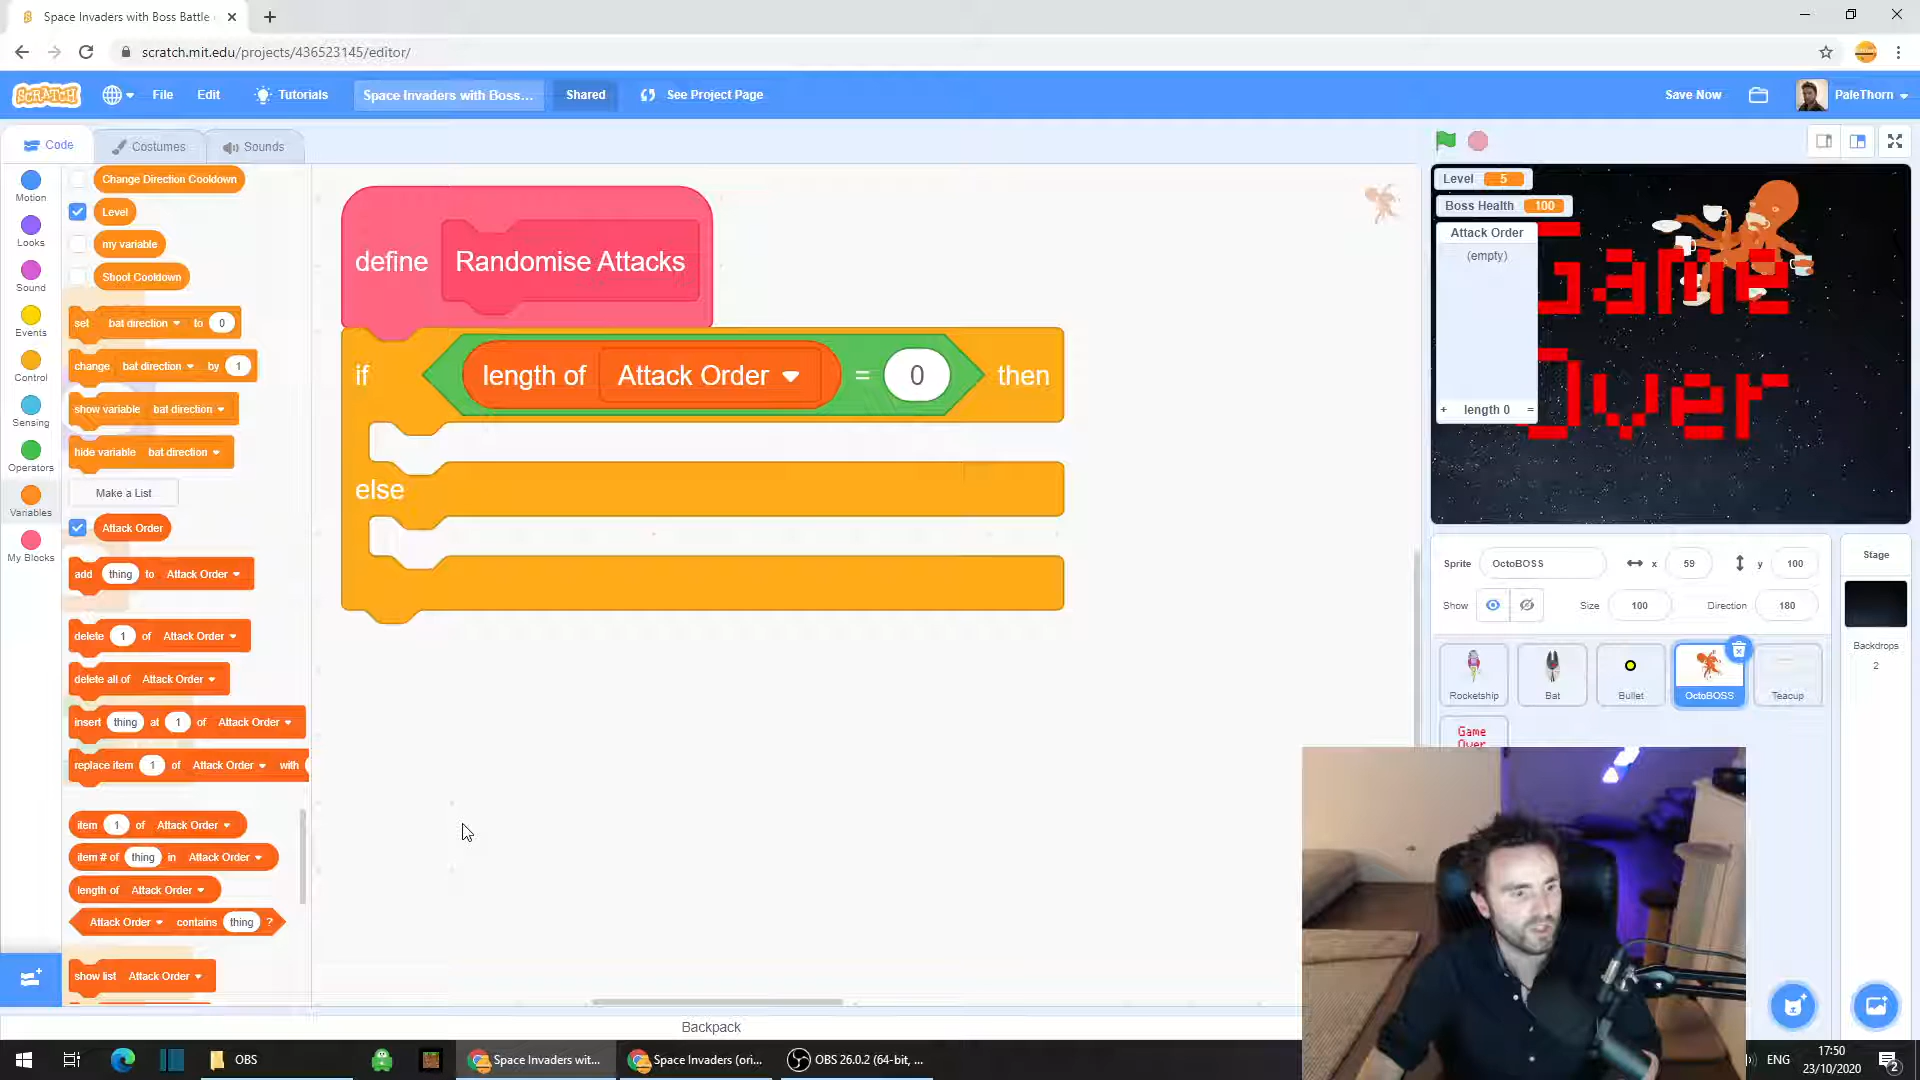 Space Invaders with Boss Battle
scratch.mit.edu/projects/436523145/editor/
SCRATCH
File
Edit
Tutorials
Space Invaders with Boss...
Shared
See Project Page
Save Now
PaleThorn
Code
Costumes
Sounds
Motion
Looks
Sound
Events
Control
Sensing
Operators
Variables
My Blocks
Change Direction Cooldown
Level
my variable
Shoot Cooldown
set bat direction to 0
change bat direction by 1
show variable bat direction
hide variable bat direction
Make a List
Attack Order
add thing to Attack Order
delete 1 of Attack Order
delete all of Attack Order
insert thing at 1 of Attack Order
replace item 1 of Attack Order with
item 1 of Attack Order
item # of thing in Attack Order
length of Attack Order
Attack Order contains thing ?
show list Attack Order
define Randomise Attacks
if length of Attack Order = 0 then
else
Level 5
Boss Health 100
Attack Order
(empty)
+ length 0 =
Game
Over
Sprite OctoBOSS x 59 y 100
Show Size 100 Direction 180
Rocketship
Bat
Bullet
OctoBOSS
Teacup
Game
Over
Stage
Backdrops
2
Backpack
OBS
Space Invaders wit...
Space Invaders (ori...
OBS 26.0.2 (64-bit, ...
ENG
17:50
23/10/2020
2